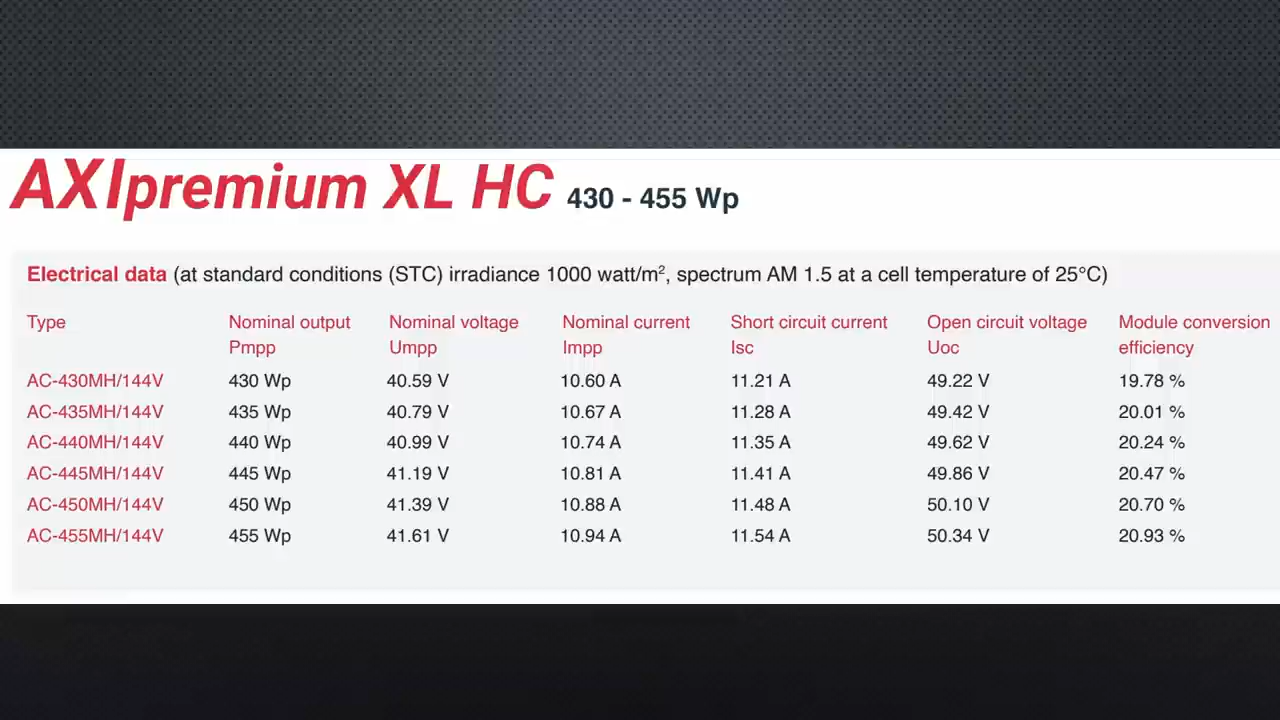 AXIpremium XL HC 430 - 455 Wp
Electrical data (at standard conditions (STC) irradiance 1000 watt/m², spectrum AM 1.5 at a cell temperature of 25°C)
Type Nominal output Nominal voltage Nominal current Short circuit current Open circuit voltage Module conversion
Pmpp Umpp Impp Isc Uoc efficiency
AC-430MH/144V 430 Wp 40.59 V 10.60 A 11.21 A 49.22 V 19.78 %
AC-435MH/144V 435 Wp 40.79 V 10.67 A 11.28 A 49.42 V 20.01 %
AC-440MH/144V 440 Wp 40.99 V 10.74 A 11.35 A 49.62 V 20.24 %
AC-445MH/144V 445 Wp 41.19 V 10.81 A 11.41 A 49.86 V 20.47 %
AC-450MH/144V 450 Wp 41.39 V 10.88 A 11.48 A 50.10 V 20.70 %
AC-455MH/144V 455 Wp 41.61 V 10.94 A 11.54 A 50.34 V 20.93 %